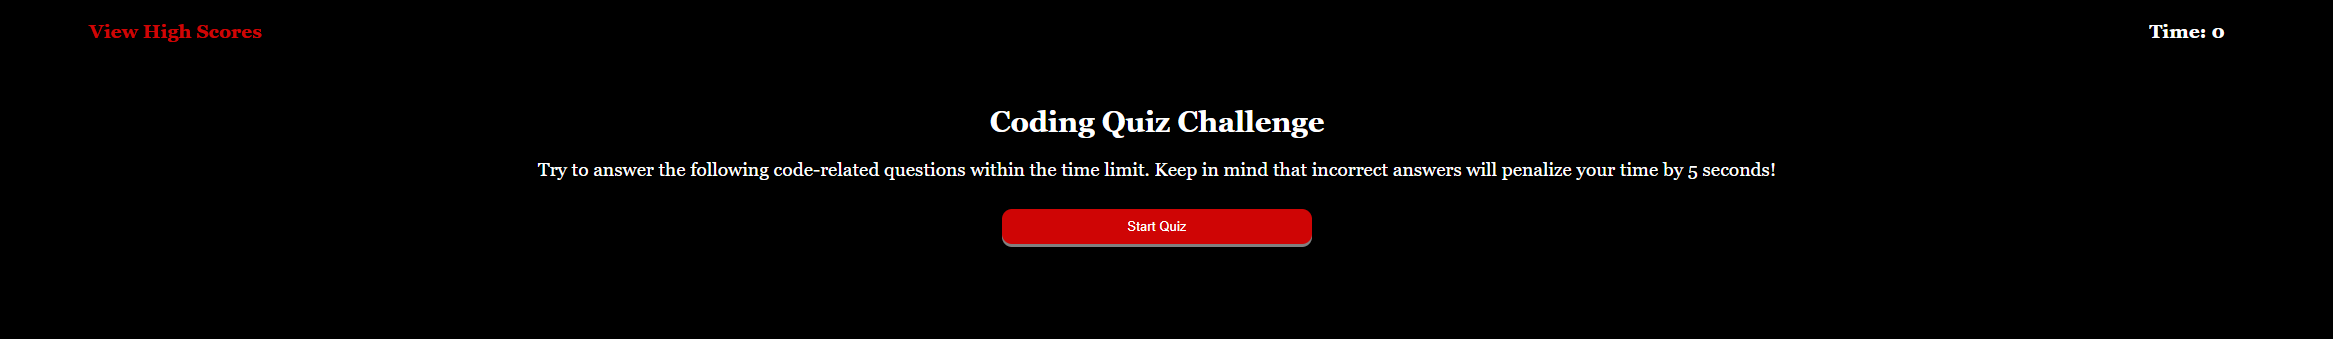 View High Scores
Time: 0
Coding Quiz Challenge
Try to answer the following code-related questions within the time limit. Keep in mind that incorrect answers will penalize your time by 5 seconds!
Start Quiz